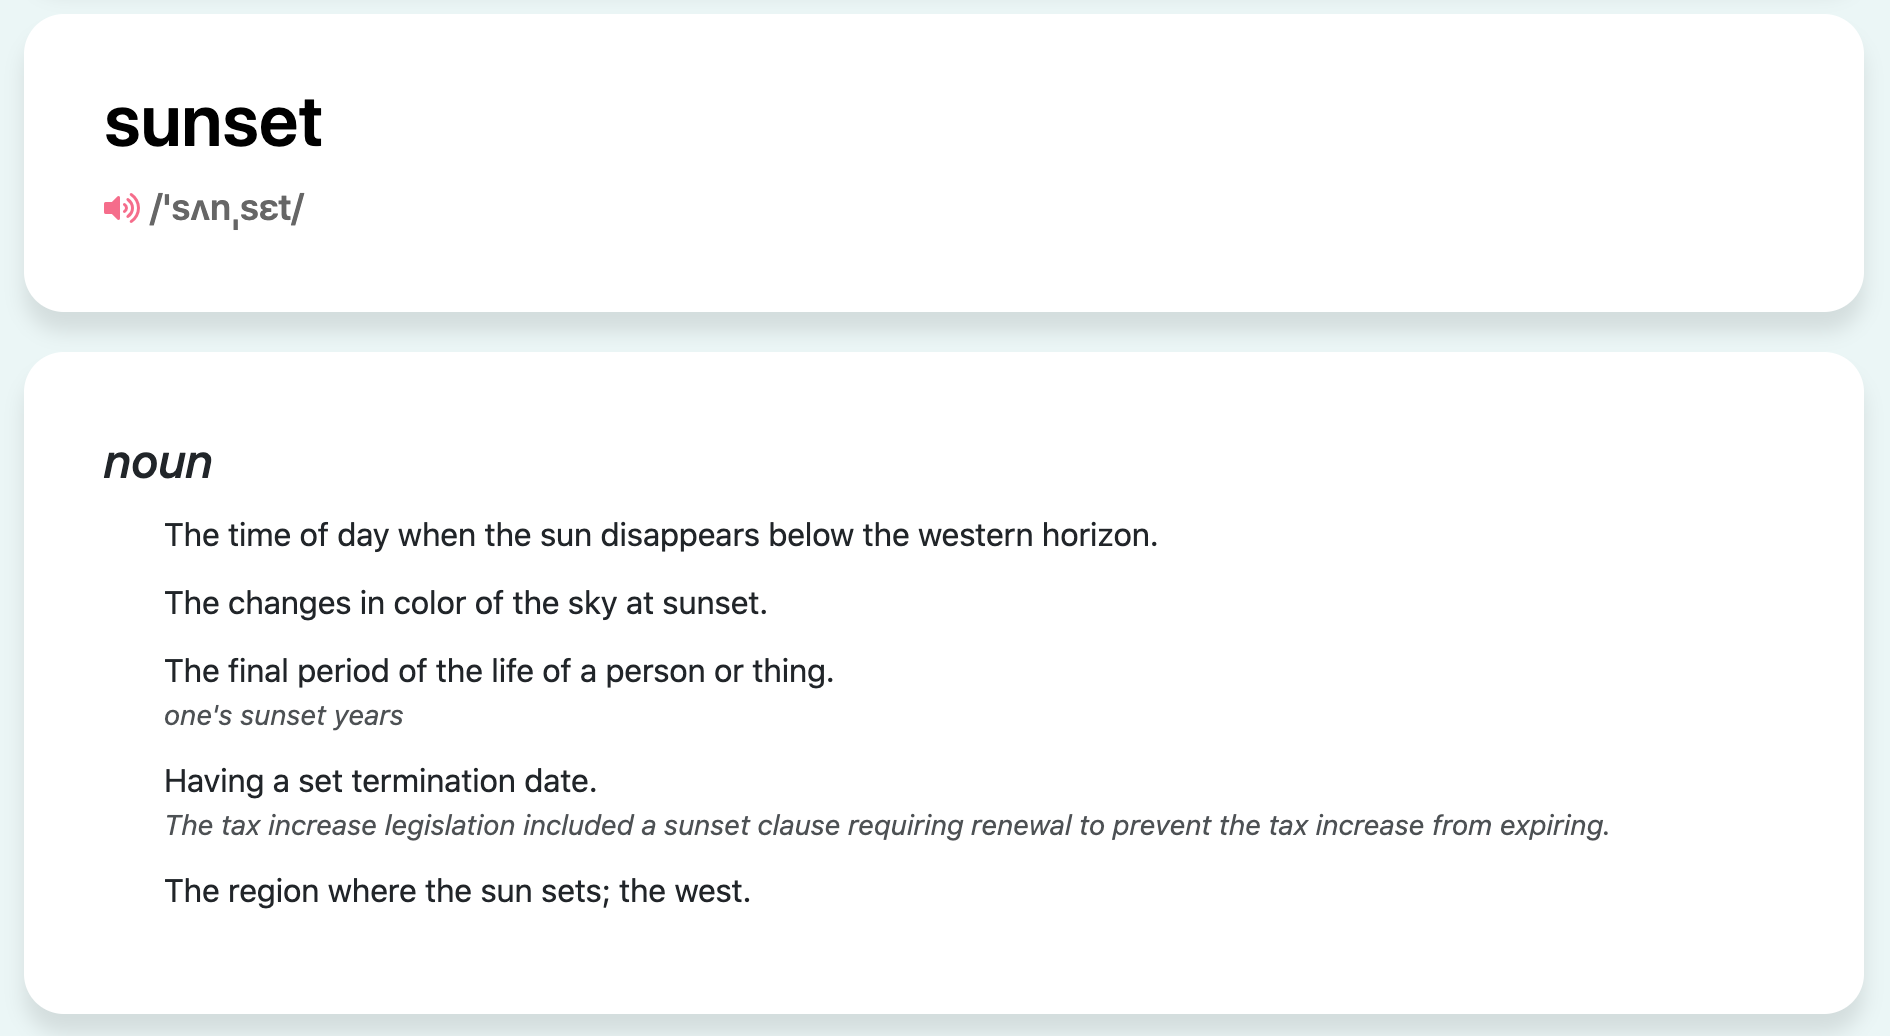 sunset
/ˈsʌnˌsɛt/
noun
The time of day when the sun disappears below the western horizon.
The changes in color of the sky at sunset.
The final period of the life of a person or thing.
one's sunset years
Having a set termination date.
The tax increase legislation included a sunset clause requiring renewal to prevent the tax increase from expiring.
The region where the sun sets; the west.